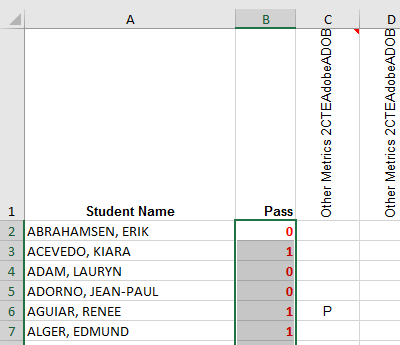 A B C D
1 Student Name Pass Other Metrics 2CTEAdobeADOB Other Metrics 2CTEAdobeADOB
2 ABRAHAMSEN, ERIK 0
3 ACEVEDO, KIARA 1
4 ADAM, LAURYN 0
5 ADORNO, JEAN-PAUL 0
6 AGUIAR, RENEE 1 P
7 ALGER, EDMUND 1